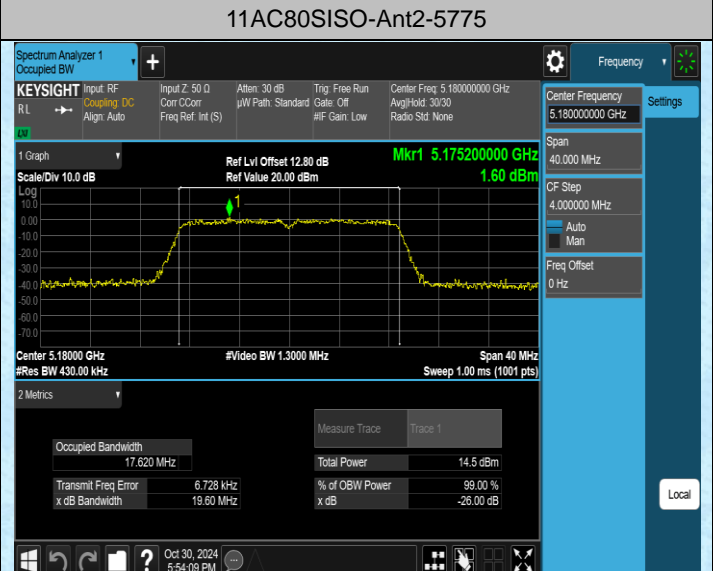 11AC80SISO-Ant2-5775
Spectrum Analyzer 1
Occupied BW
Frequency
KEYSIGHT
RL
LXI
Input: RF
Coupling: DC
Align: Auto
Input Z: 50 Ω
Corr CCorr
Freq Ref: Int (S)
Atten: 30 dB
µW Path: Standard
Trig: Free Run
Gate: Off
#IF Gain: Low
Center Freq: 5.180000000 GHz
Avg|Hold: 30/30
Radio Std: None
Center Frequency
5.180000000 GHz
Settings
Span
40.000 MHz
CF Step
4.000000 MHz
Auto
Man
Freq Offset
0 Hz
1 Graph
Scale/Div 10.0 dB
Ref Lvl Offset 12.80 dB
Ref Value 20.00 dBm
Mkr1 5.175200000 GHz
1.60 dBm
Log
10.0
0.00
-10.0
-20.0
-30.0
-40.0
-50.0
-60.0
-70.0
1
Center 5.18000 GHz
#Video BW 1.3000 MHz
Span 40 MHz
#Res BW 430.00 kHz
Sweep 1.00 ms (1001 pts)
2 Metrics
Measure Trace
Trace 1
Occupied Bandwidth
17.620 MHz
Total Power
14.5 dBm
Transmit Freq Error
6.728 kHz
% of OBW Power
99.00 %
x dB Bandwidth
19.60 MHz
x dB
-26.00 dB
Local
?
Oct 30, 2024
5:54:09 PM